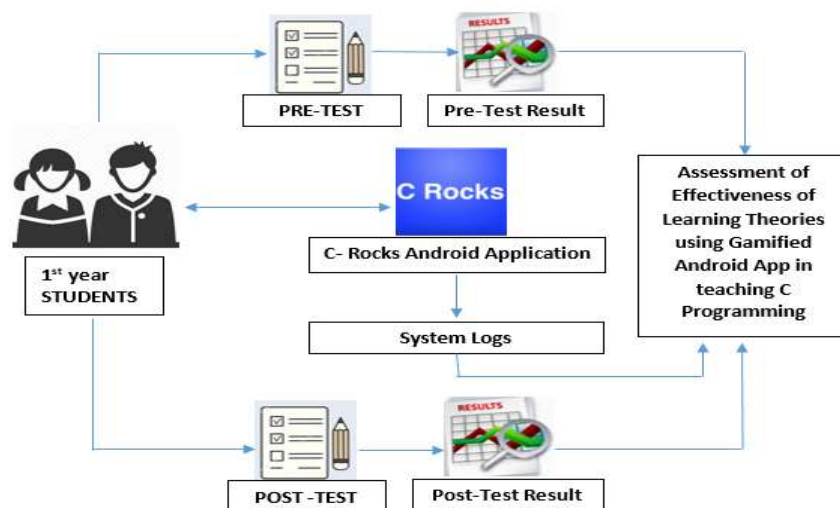 RESULTS
PRE-TEST
Pre-Test Result
C Rocks
C- Rocks Android Application
1st year
STUDENTS
System Logs
Assessment of
Effectiveness of
Learning Theories
using Gamified
Android App in
teaching C
Programming
RESULTS
POST -TEST
Post-Test Result